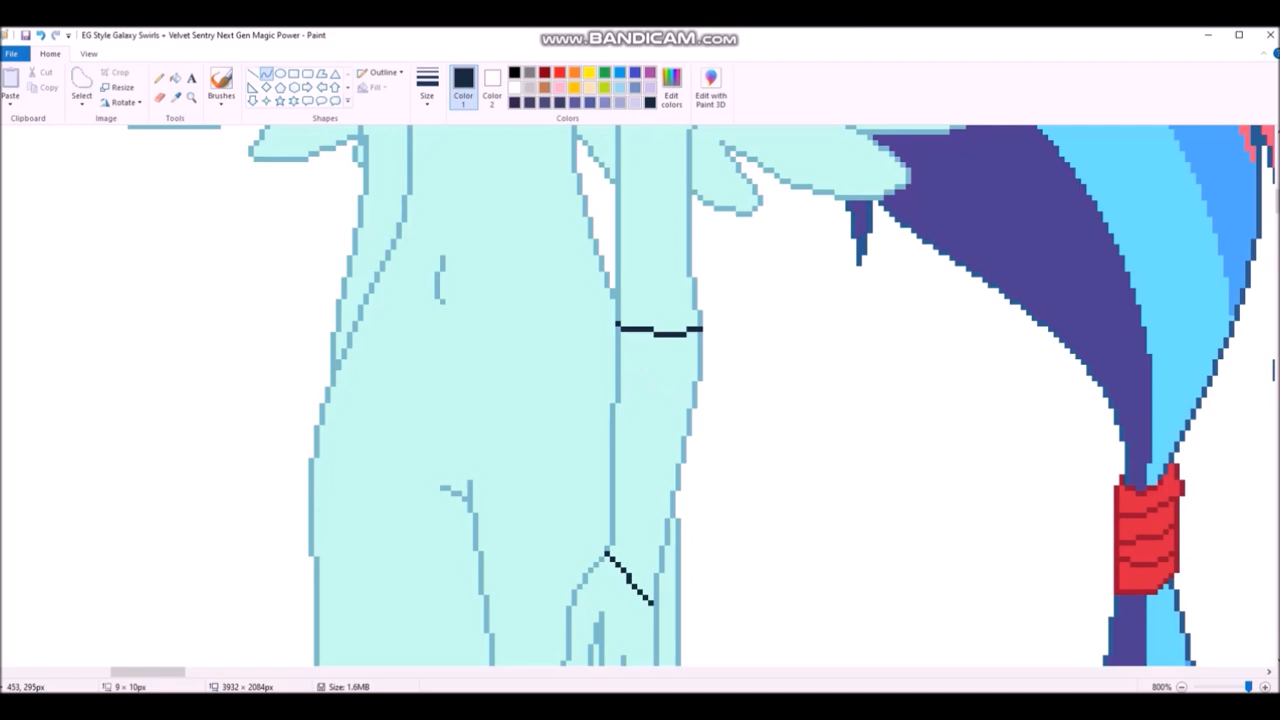 EG Style Galaxy Swirls + Velvet Sentry Next Gen Magic Power - Paint
www.BANDICAM.com
File Home View
Paste
Cut
Copy
Clipboard
Select
Crop
Resize
Rotate
Image
A
Tools
Brushes
Shapes
Outline
Fill
Size
Color
1
Color
2
Colors
Edit
colors
Edit with
Paint 3D
453, 295px 9 × 10px 3932 × 2084px Size: 1.6MB 800%